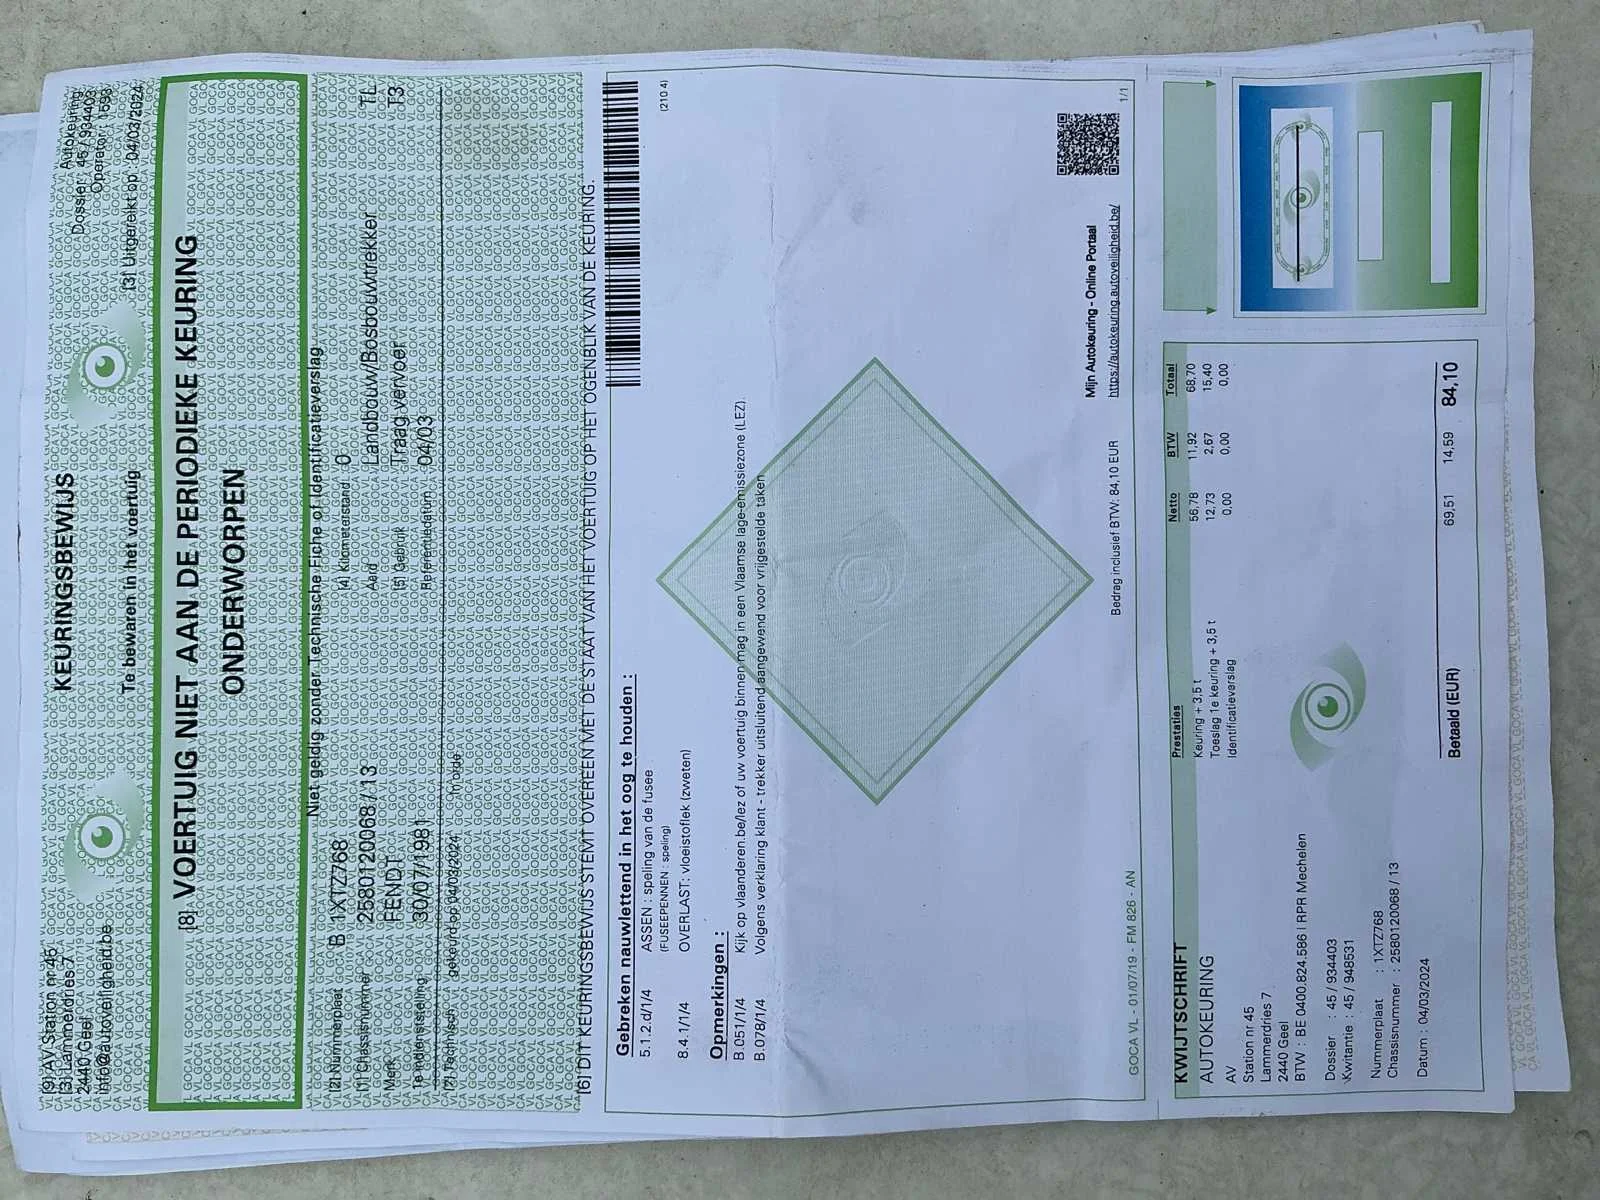 [9] AV Station nr 45
[3] Lammerdries 7
2440 Geel
info@autoveiligheid.be
KEURINGSBEWIJS
Te bewaren in het voertuig
Autokeuring
Dossier : 45 / 934403
Operator : 1593
[3] Uitgereikt op : 04/03/2024
[8] VOERTUIG NIET AAN DE PERIODIEKE KEURING
ONDERWORPEN
Niet geldig zonder Technische Fiche of Identificatieverslag
[2] Nummerplaat B 1XTZ768 [4] Kilometerstand 0
[1] Chassisnummer 2580120068 / 13 Aard Landbouw/Bosbouwtrekker TL
Merk FENDT [5] Gebruik Traag vervoer T3
1e Indienststelling 30/07/1981 Referentiedatum 04/03
[7] Technisch gekeurd op 04/03/2024 In orde
[6] DIT KEURINGSBEWIJS STEMT OVEREEN MET DE STAAT VAN HET VOERTUIG OP HET OGENBLIK VAN DE KEURING.
Gebreken nauwlettend in het oog te houden :
5.1.2.d/1/4 ASSEN : speling van de fusee
(FUSEEPENNEN : speling)
(210 4)
8.4.1/1/4 OVERLAST: vloeistoflek (zweten)
Opmerkingen :
B.051/1/4 Kijk op vlaanderen.be/lez of uw voertuig binnen mag in een Vlaamse lage-emissiezone (LEZ).
B.078/1/4 Volgens verklaring klant - trekker uitsluitend aangewend voor vrijgestelde taken
Mijn Autokeuring - Online Portaal
https://autokeuring.autoveiligheid.be/
Bedrag inclusief BTW: 84,10 EUR
1/1
GOCA VL - 01/07/19 - FM 826 - AN
KWIJTSCHRIFT
AUTOKEURING
AV
Station nr 45
Lammerdries 7
2440 Geel
BTW : BE 0400.824.586 | RPR Mechelen
Dossier : 45 / 934403
Kwitantie : 45 / 948531
Nummerplaat : 1XTZ768
Chassisnummer : 2580120068 / 13
Datum : 04/03/2024
Prestaties Netto BTW Totaal
Keuring + 3,5 t 56,78 11,92 68,70
Toeslag 1e keuring + 3,5 t 12,73 2,67 15,40
Identificatieverslag 0,00 0,00 0,00
Betaald (EUR) 69,51 14,59 84,10